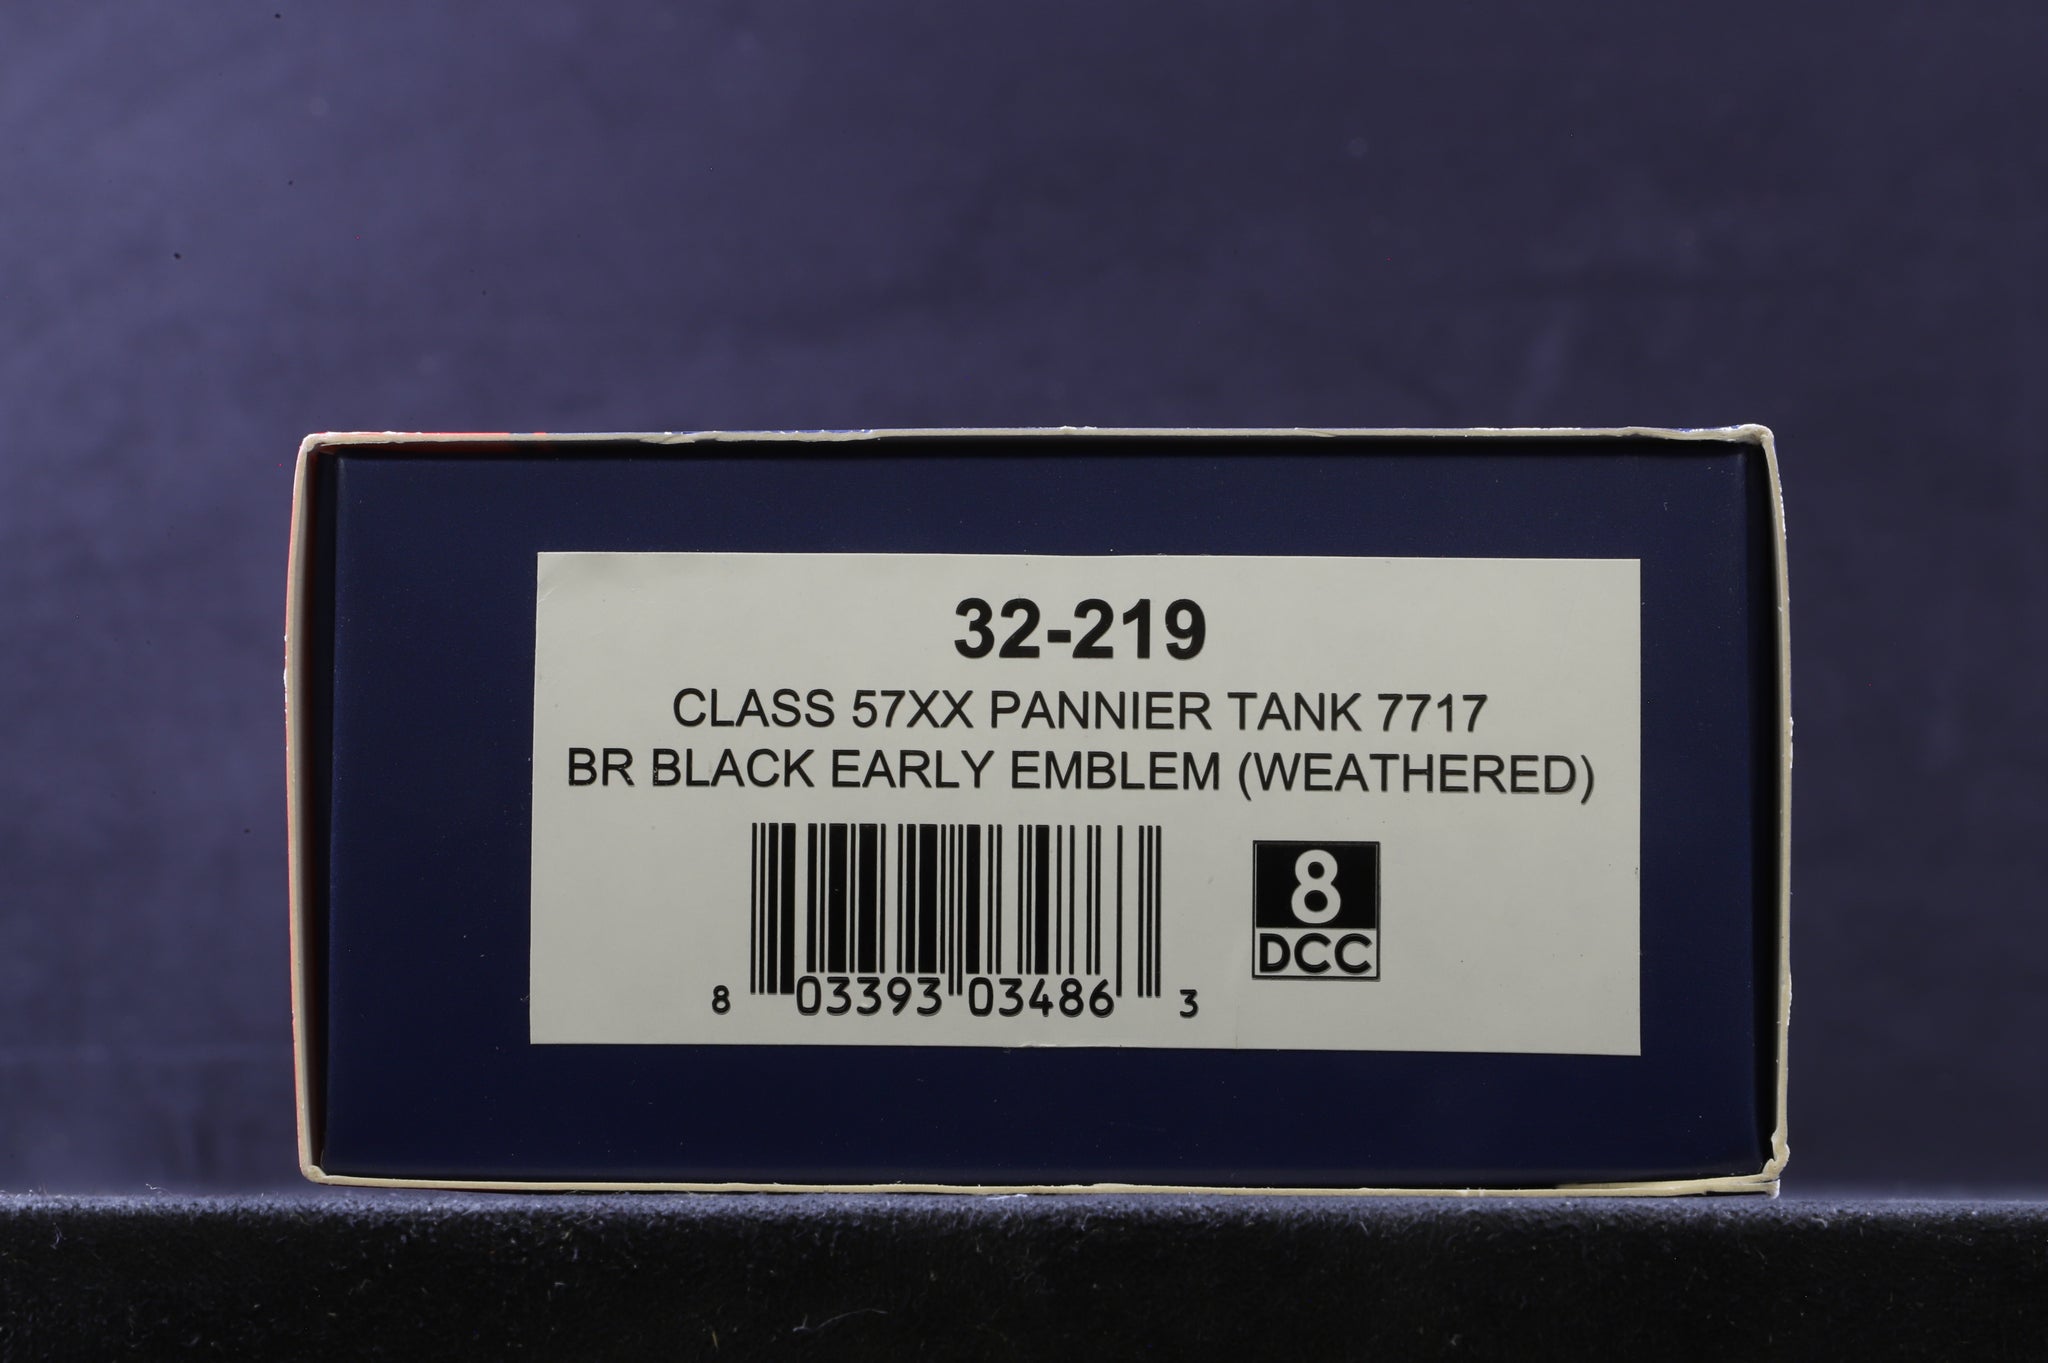 32-219
CLASS 57XX PANNIER TANK 7717
BR BLACK EARLY EMBLEM (WEATHERED)
8 03393 03486 3
8
DCC